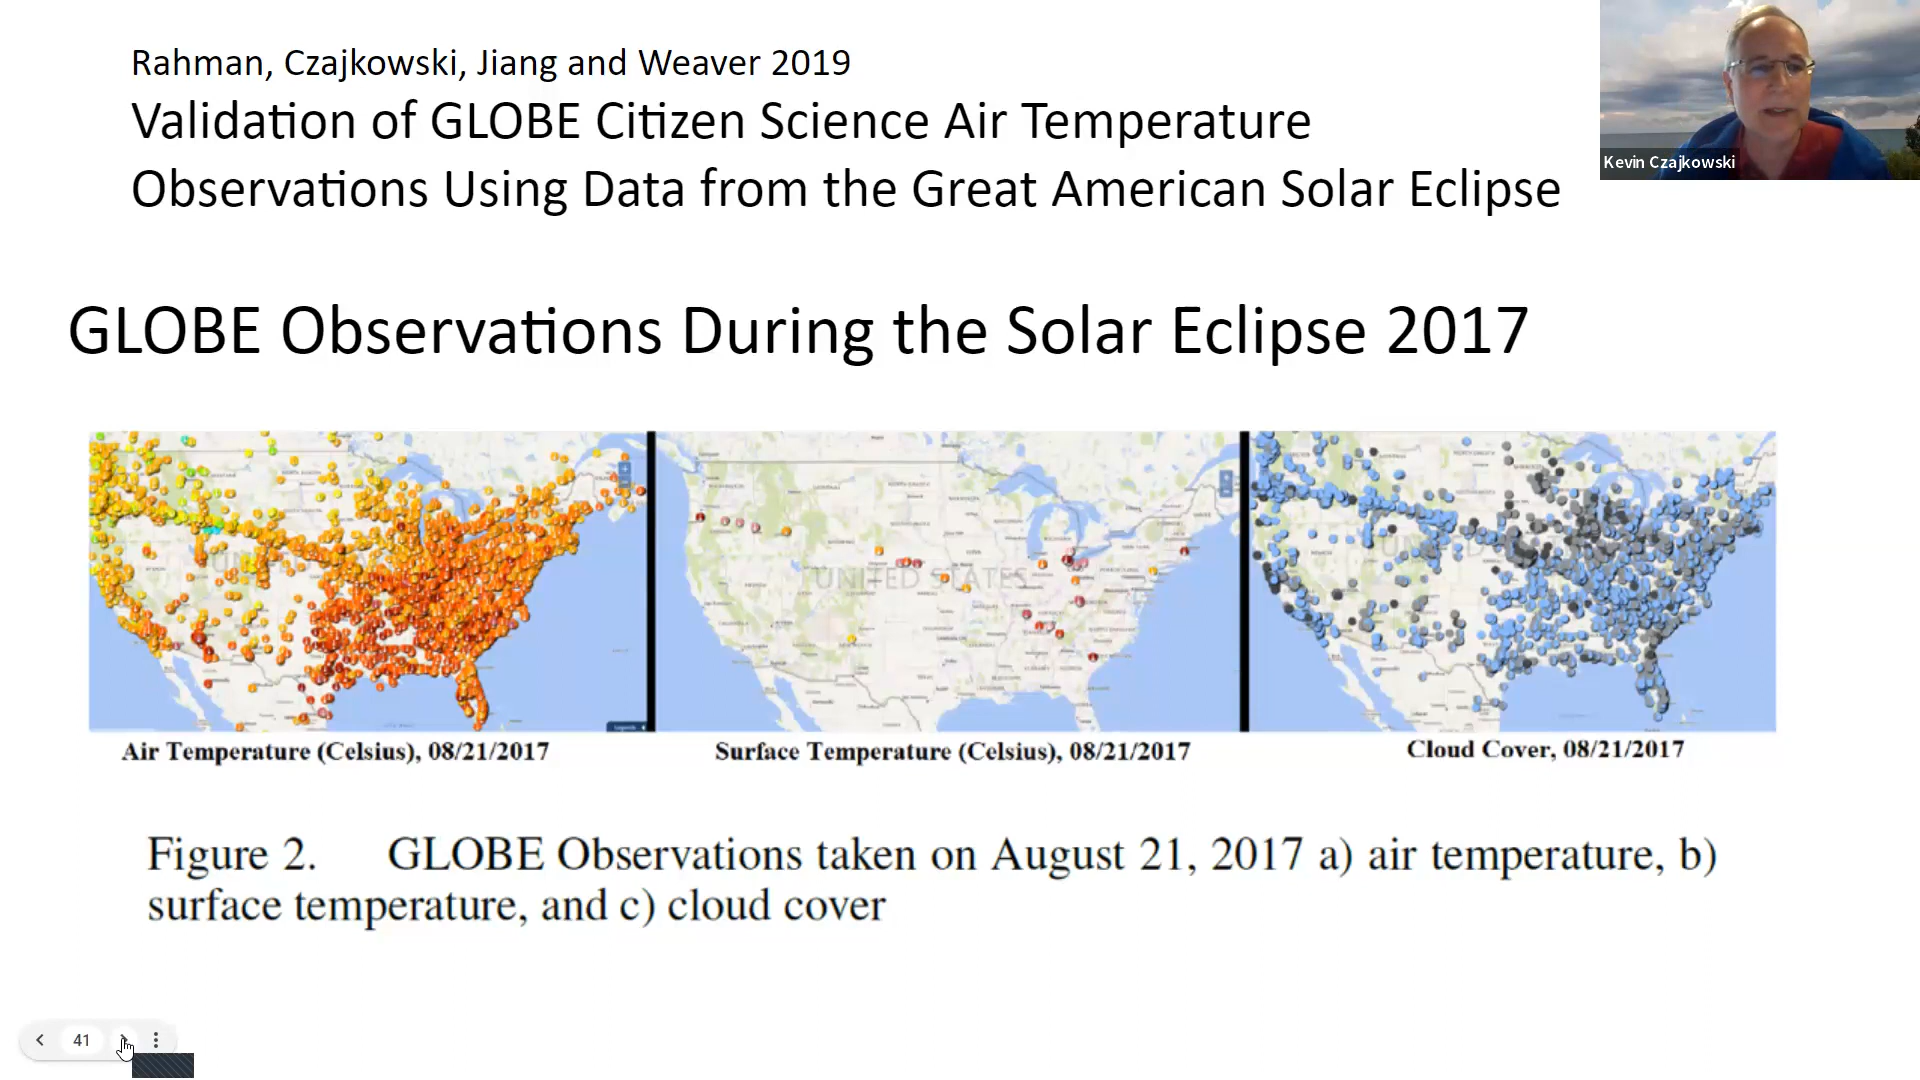 Rahman, Czajkowski, Jiang and Weaver 2019
Validation of GLOBE Citizen Science Air Temperature
Observations Using Data from the Great American Solar Eclipse
Kevin Czajkowski
GLOBE Observations During the Solar Eclipse 2017
UNITED STATES
Air Temperature (Celsius), 08/21/2017
Surface Temperature (Celsius), 08/21/2017
Cloud Cover, 08/21/2017
Figure 2. GLOBE Observations taken on August 21, 2017 a) air temperature, b)
surface temperature, and c) cloud cover
41